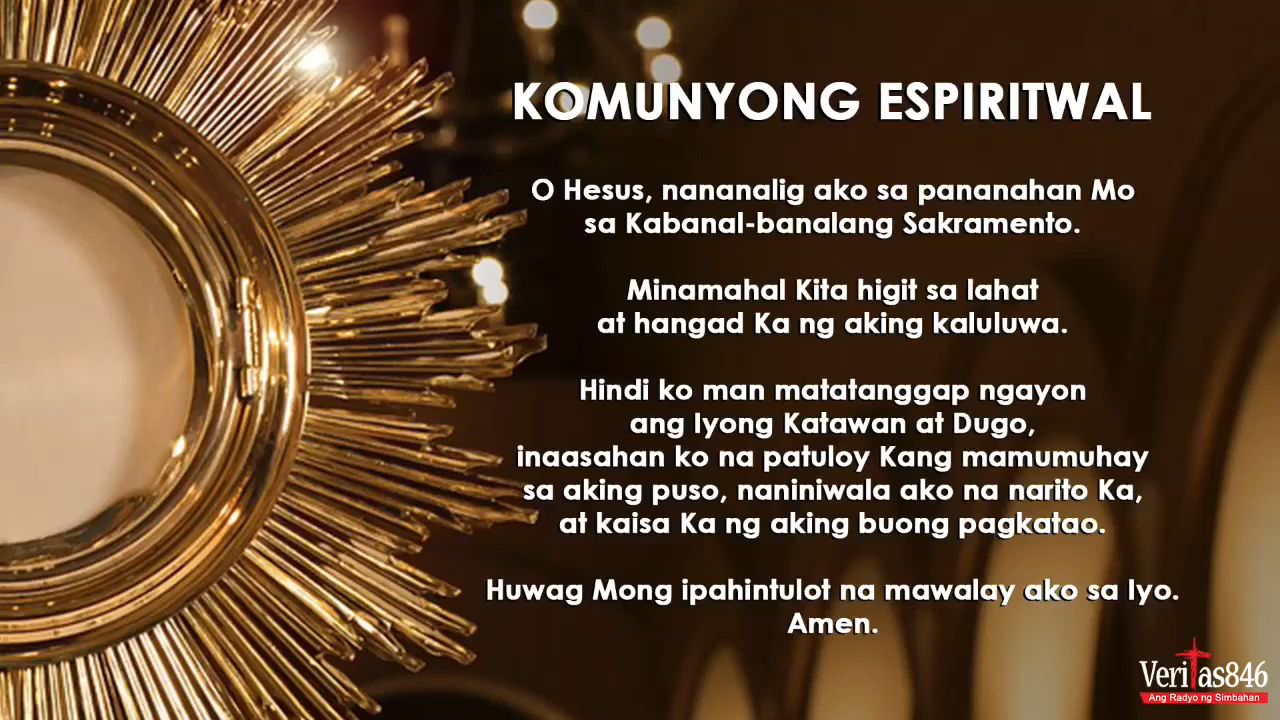 KOMUNYONG ESPIRITWAL
O Hesus, nananalig ako sa pananahan Mo
sa Kabanal-banalang Sakramento.
Minamahal Kita higit sa lahat
at hangad Ka ng aking kaluluwa.
Hindi ko man matatanggap ngayon
ang Iyong Katawan at Dugo,
inaasahan ko na patuloy Kang mamumuhay
sa aking puso, naniniwala ako na narito Ka,
at kaisa Ka ng aking buong pagkatao.
Huwag Mong ipahintulot na mawalay ako sa Iyo.
Amen.
Veritas846
Ang Radyo ng Simbahan